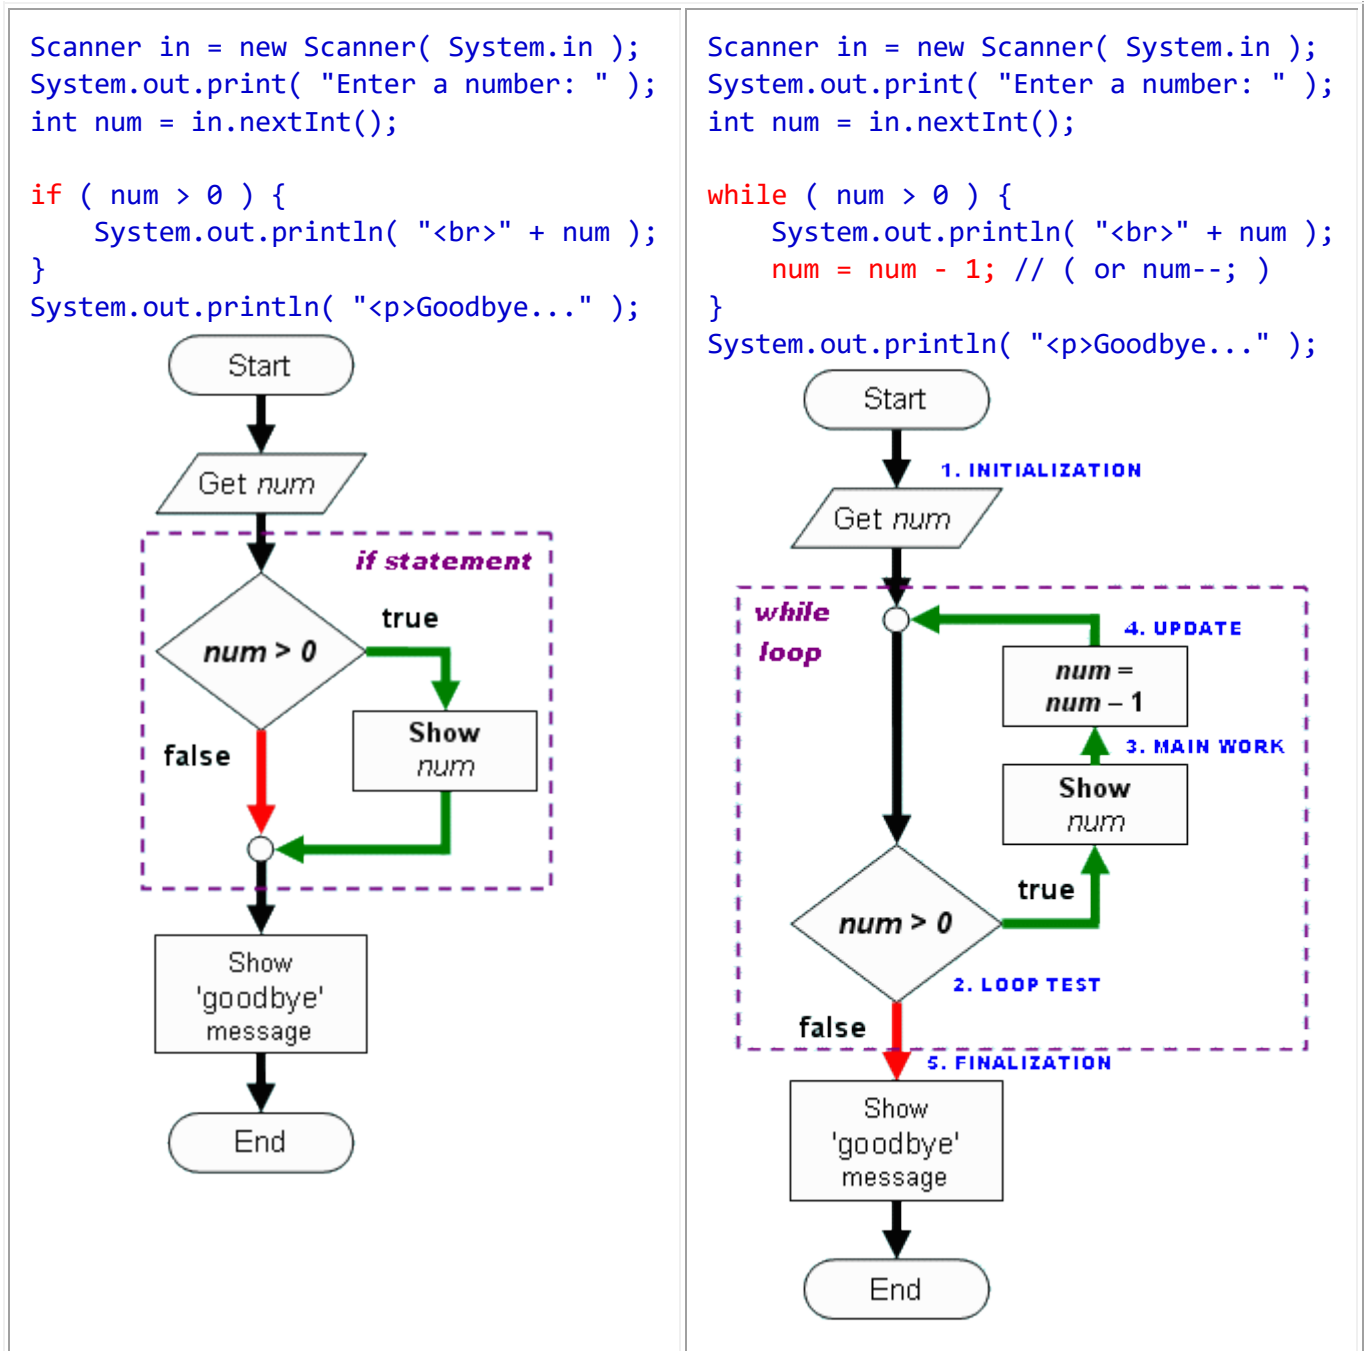 Scanner in = new Scanner( System.in );
System.out.print( "Enter a number: " );
int num = in.nextInt();
if ( num > 0 ) {
    System.out.println( "<br>" + num );
}
System.out.println( "<p>Goodbye..." );
Start
Get num
if statement
num > 0
true
Show
num
false
Show
'goodbye'
message
End
Scanner in = new Scanner( System.in );
System.out.print( "Enter a number: " );
int num = in.nextInt();
while ( num > 0 ) {
    System.out.println( "<br>" + num );
    num = num - 1; // ( or num--; )
}
System.out.println( "<p>Goodbye..." );
Start
1. INITIALIZATION
Get num
while
loop
4. UPDATE
num =
num – 1
3. MAIN WORK
Show
num
true
num > 0
2. LOOP TEST
false
5. FINALIZATION
Show
'goodbye'
message
End